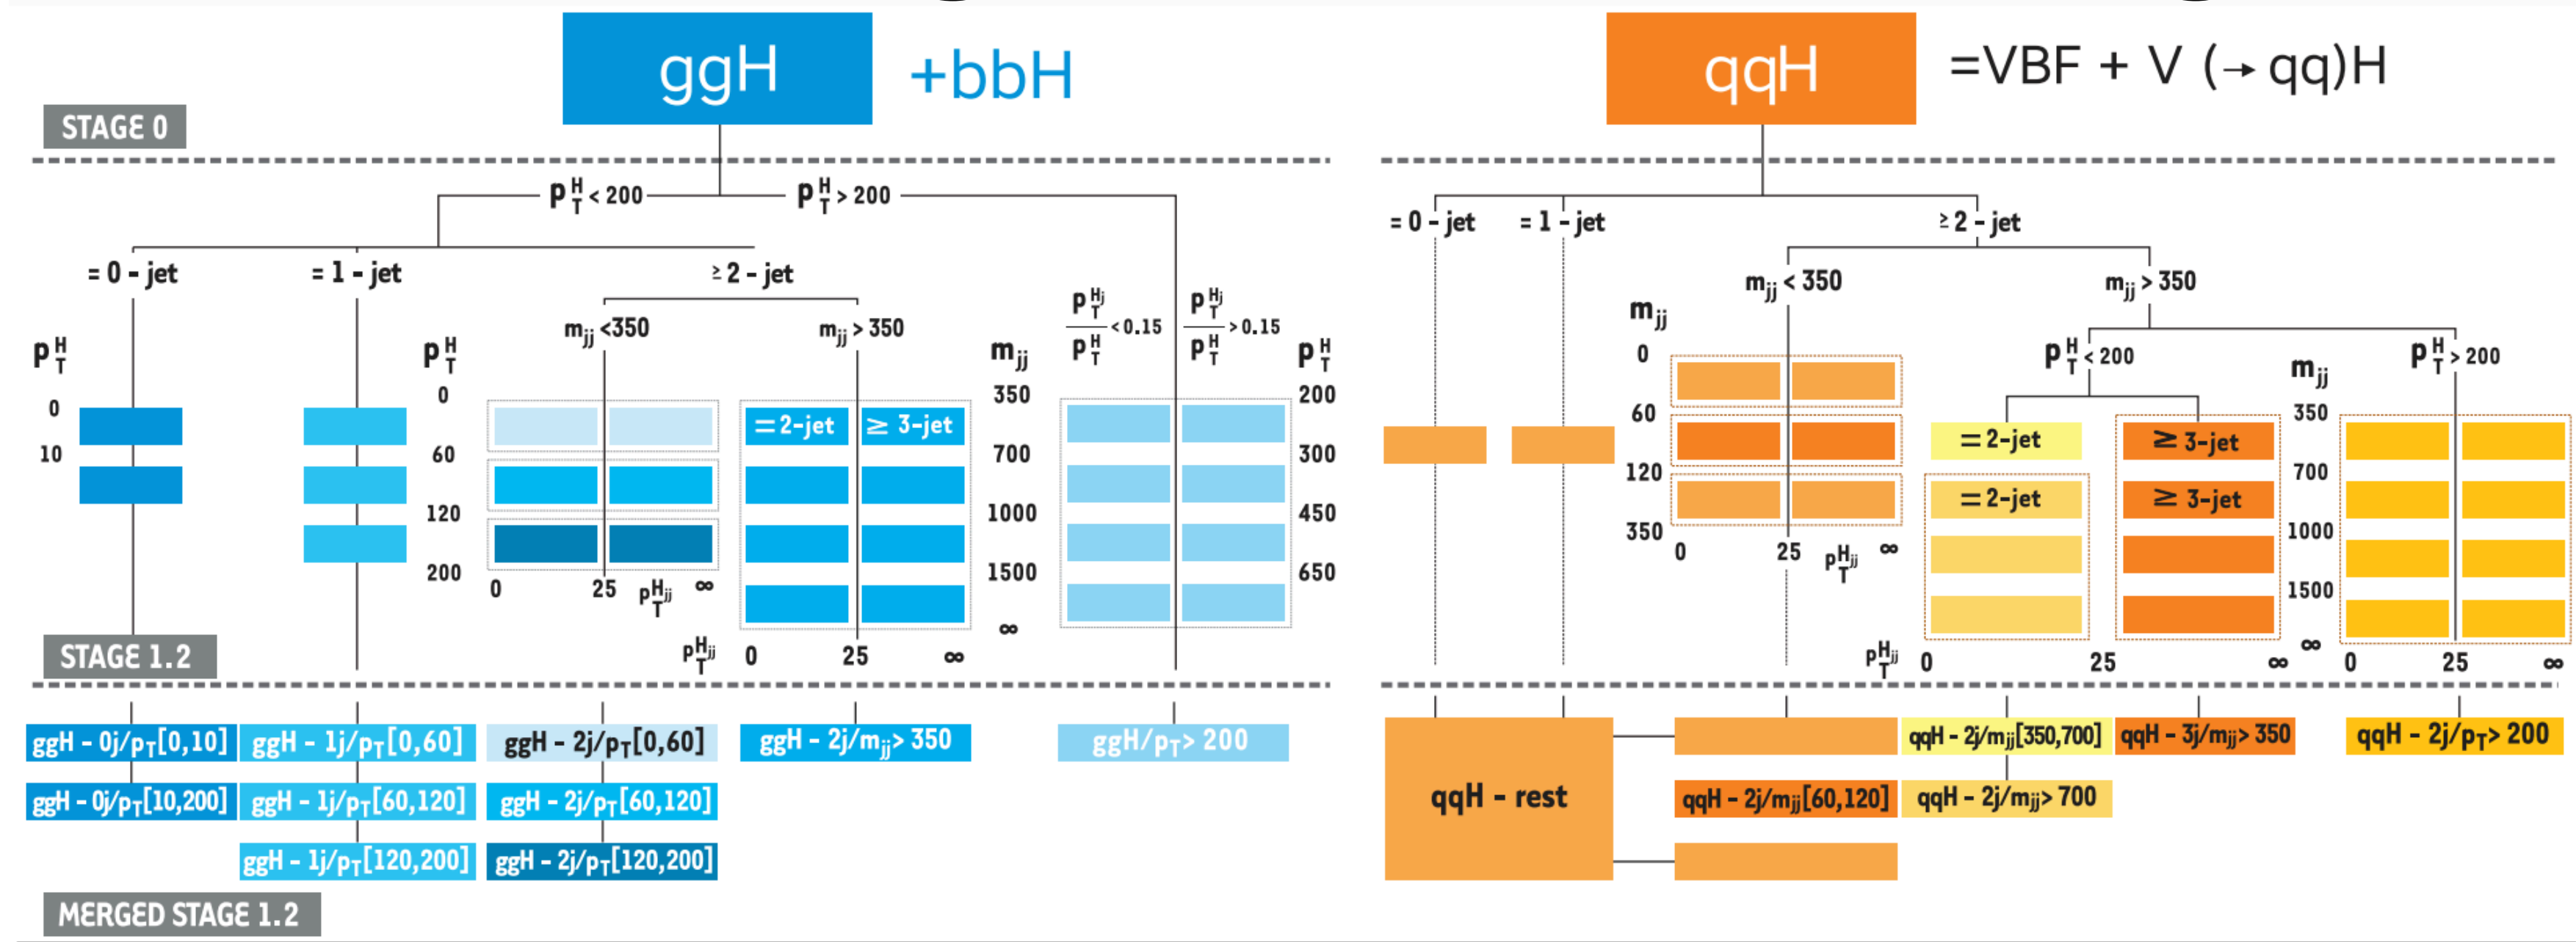 ggH +bbH
STAGE 0
p_T^H < 200 p_T^H > 200
= 0 - jet = 1 - jet ≥ 2 - jet
m_jj <350 m_jj > 350
p_T^Hj / p_T^H < 0.15 p_T^Hj / p_T^H > 0.15
p_T^H
0
10
p_T^H
0
60
120
200
0 25 p_T^Hjj ∞
= 2-jet ≥ 3-jet
m_jj
350
700
1000
1500
∞
p_T^Hjj 0 25 ∞
p_T^H
200
300
450
650
STAGE 1.2
ggH - 0j/p_T[0,10] ggH - 1j/p_T[0,60] ggH - 2j/p_T[0,60] ggH - 2j/m_jj> 350 ggH/p_T> 200
ggH - 0j/p_T[10,200] ggH - 1j/p_T[60,120] ggH - 2j/p_T[60,120]
ggH - 1j/p_T[120,200] ggH - 2j/p_T[120,200]
MERGED STAGE 1.2
qqH =VBF + V (→ qq)H
= 0 - jet = 1 - jet ≥ 2 - jet
m_jj < 350 m_jj > 350
m_jj
0
60
120
350
0 25 p_T^Hjj ∞
p_T^H < 200 p_T^H > 200
= 2-jet ≥ 3-jet
= 2-jet ≥ 3-jet
m_jj
350
700
1000
1500
∞
p_T^Hjj 0 25 ∞
0 25 ∞
qqH - rest
qqH - 2j/m_jj[350,700] qqH - 3j/m_jj> 350 qqH - 2j/p_T> 200
qqH - 2j/m_jj[60,120] qqH - 2j/m_jj> 700